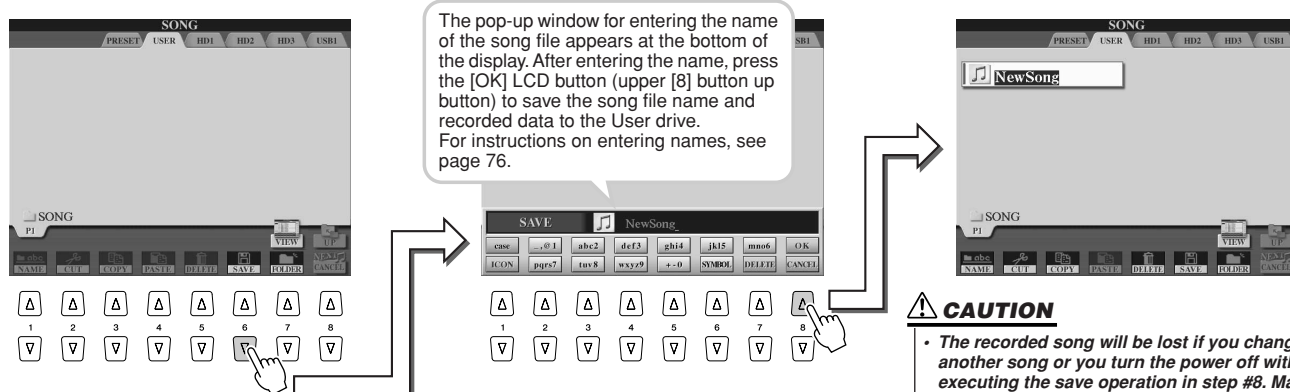 SONG
PRESET USER HD1 HD2 HD3 USB1
SONG
P1
VIEW UP
NAME CUT COPY PASTE DELETE SAVE FOLDER CANCEL
1 2 3 4 5 6 7 8
The pop-up window for entering the name
of the song file appears at the bottom of
the display. After entering the name, press
the [OK] LCD button (upper [8] button up
button) to save the song file name and
recorded data to the User drive.
For instructions on entering names, see
page 76.
SB1
SAVE NewSong_
case _,@1 abc2 def3 ghi4 jkl5 mno6 OK
ICON pqrs7 tuv8 wxyz9 +-0 SYMBOL DELETE CANCEL
1 2 3 4 5 6 7 8
SONG
PRESET USER HD1 HD2 HD3 USB1
NewSong
SONG
P1
VIEW UP
NAME CUT COPY PASTE DELETE SAVE FOLDER
CAUTION
• The recorded song will be lost if you chang
another song or you turn the power off with
executing the save operation in step #8. Ma